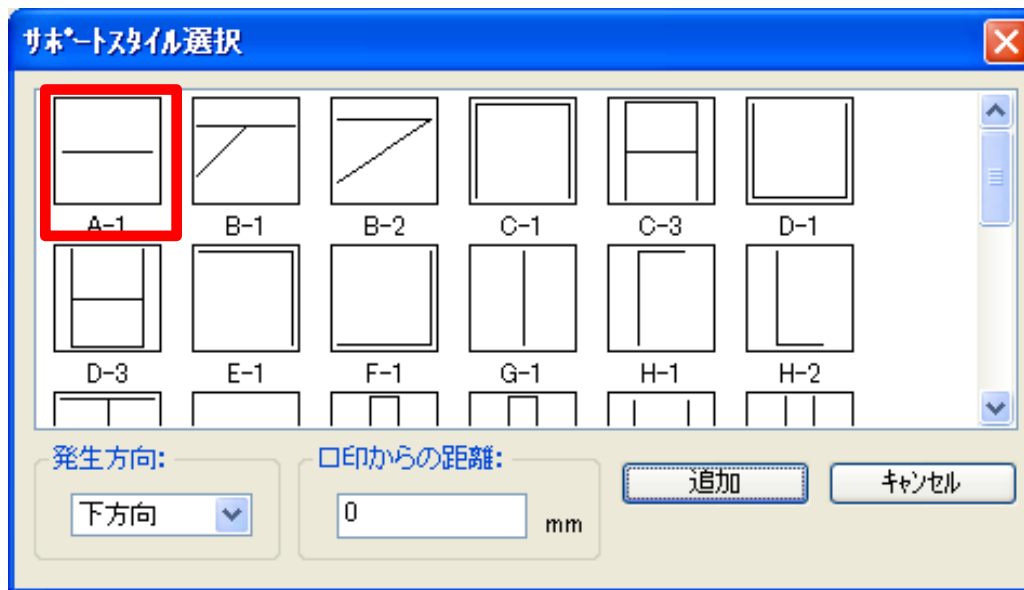 サポートスタイル選択
A-1 B-1 B-2 C-1 C-3 D-1
D-3 E-1 F-1 G-1 H-1 H-2
発生方向: 口印からの距離:
下方向 0 mm 追加 キャンセル